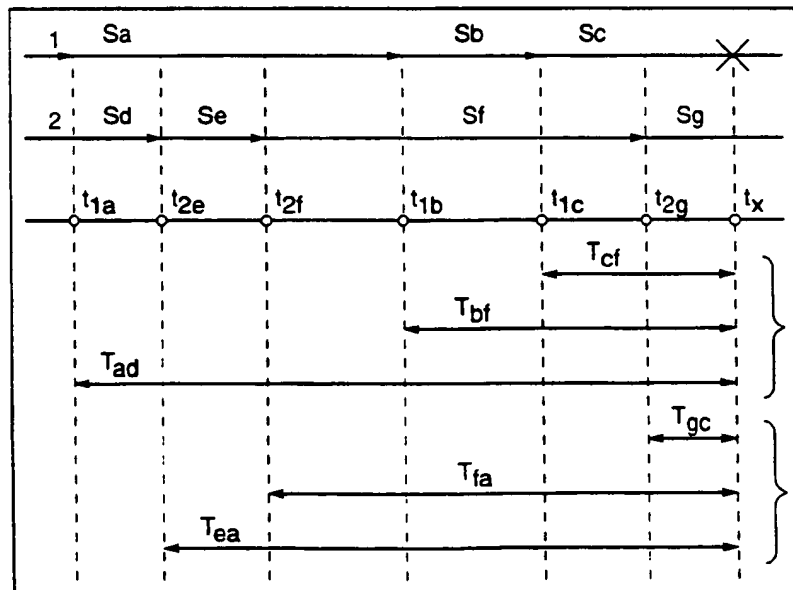 1 Sa Sb Sc
2 Sd Se Sf Sg
t1a t2e t2f t1b t1c t2g tx
Tcf
Tbf
Tad
Tgc
Tfa
Tea